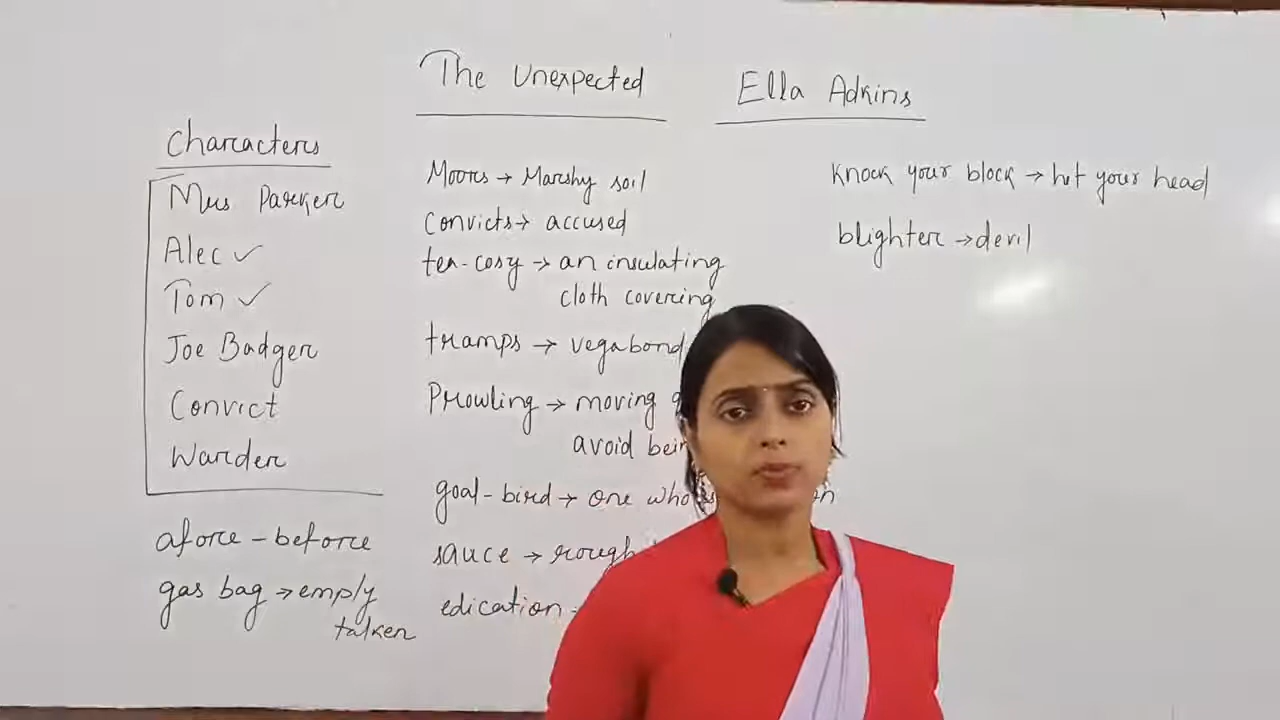 The Unexpected
Ella Adkins
Characters
Mrs Parker
Alec ✓
Tom ✓
Joe Badger
Convict
Warder
afore - before
gas bag → empty
talker
Moors → Marshy soil
Convicts → accused
tea-cosy → an insulating
cloth covering
tramps → vegabond
Prowling → moving
avoid bein
goal-bird → one who
sauce → rough
edication
knock your block → hit your head
blighter → devil